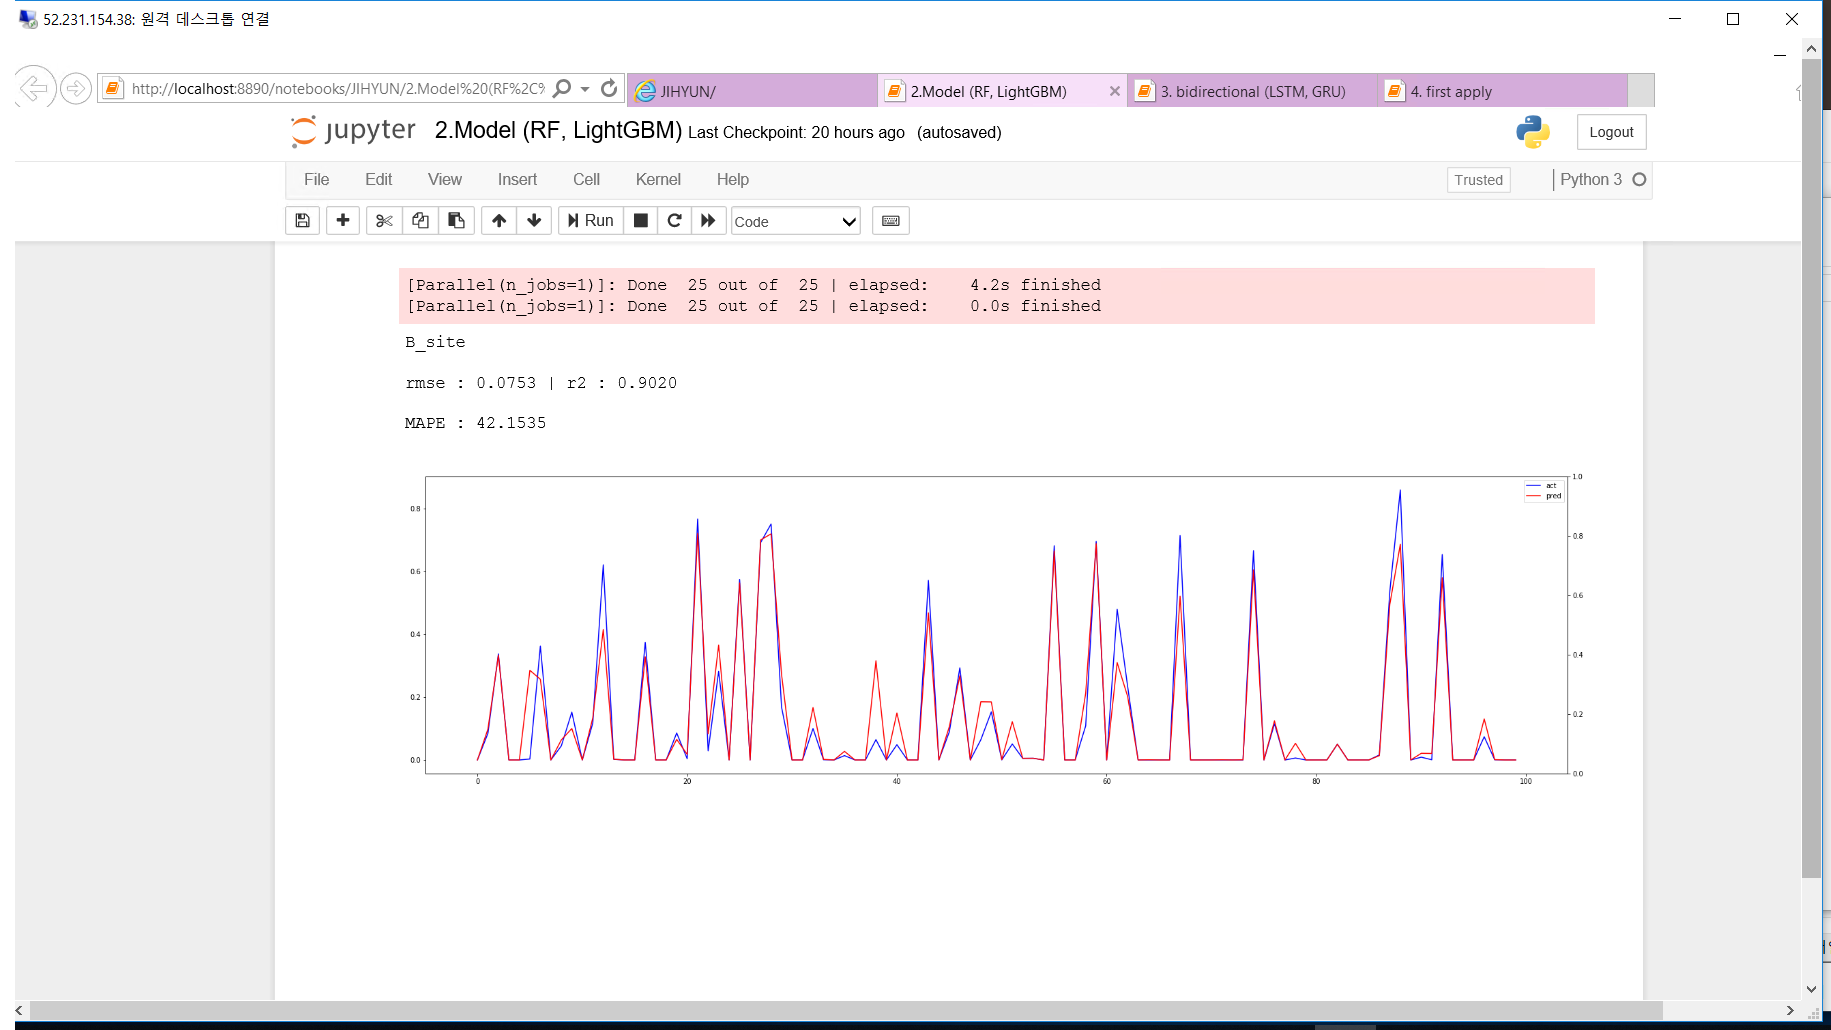 52.231.154.38: 원격 데스크톱 연결
http://localhost:8890/notebooks/JIHYUN/2.Model%20(RF%2C%
JIHYUN/
2.Model (RF, LightGBM)
3. bidirectional (LSTM, GRU)
4. first apply
jupyter 2.Model (RF, LightGBM) Last Checkpoint: 20 hours ago (autosaved)
Logout
File Edit View Insert Cell Kernel Help
Trusted
Python 3
Run
Code
[Parallel(n_jobs=1)]: Done 25 out of 25 | elapsed: 4.2s finished
[Parallel(n_jobs=1)]: Done 25 out of 25 | elapsed: 0.0s finished
B_site
rmse : 0.0753 | r2 : 0.9020
MAPE : 42.1535
act
pred
0.8
0.6
0.4
0.2
0.0
1.0
0.8
0.6
0.4
0.2
0.0
0 20 40 60 80 100